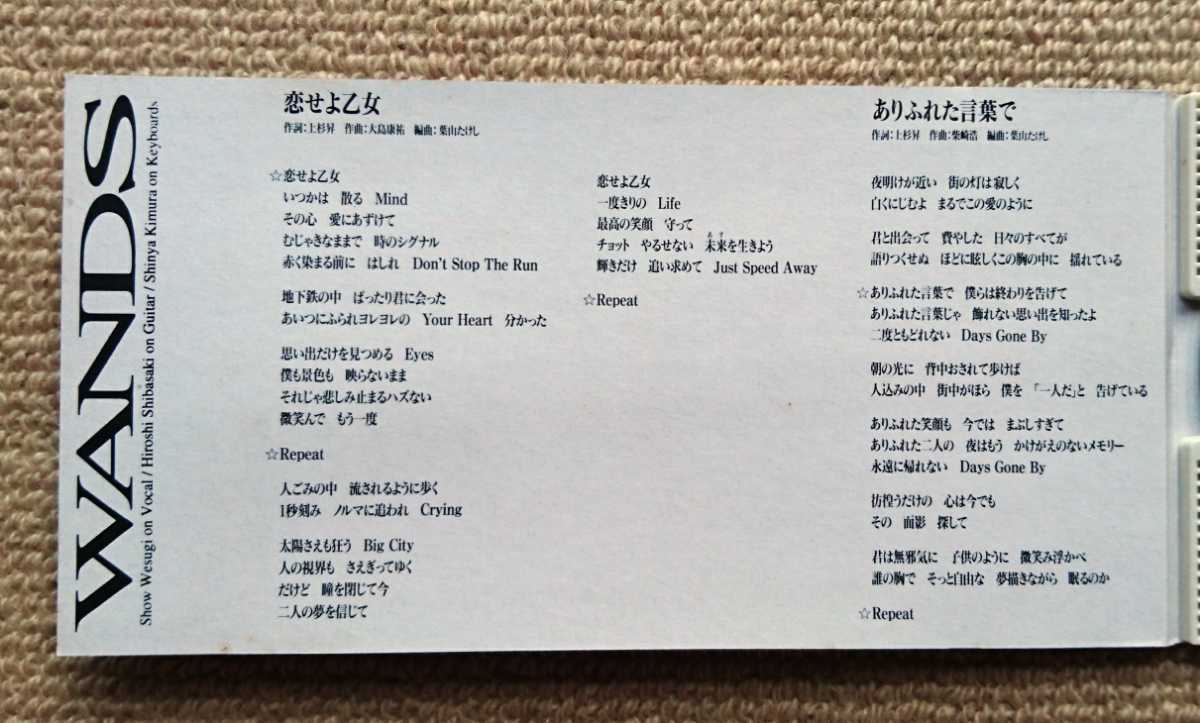 WANDS
Show Wesugi on Vocal / Hiroshi Shibasaki on Guitar / Shinya Kimura on Keyboards
恋せよ乙女
作詞:上杉昇　作曲:大島康祐　編曲:葉山たけし
☆恋せよ乙女
いつかは　散る　Mind
その心　愛にあずけて
むじゃきなままで　時のシグナル
赤く染まる前に　はしれ　Don't Stop The Run
地下鉄の中　ばったり君に会った
あいつにふられヨレヨレの　Your Heart　分かった
思い出だけを見つめる　Eyes
僕も景色も　映らないまま
それじゃ悲しみ止まるハズない
微笑んで　もう一度
☆Repeat
人ごみの中　流されるように歩く
1秒刻み　ノルマに追われ　Crying
太陽さえも狂う　Big City
人の視界も　さえぎってゆく
だけど　瞳を閉じて今
二人の夢を信じて
恋せよ乙女
一度きりの　Life
最高の笑顔　守って
チョット　やるせない　未来を生きよう
あす
輝きだけ　追い求めて　Just Speed Away
☆Repeat
ありふれた言葉で
作詞:上杉昇　作曲:柴崎浩　編曲:葉山たけし
夜明けが近い　街の灯は寂しく
白くにじむよ　まるでこの愛のように
君と出会って　費やした　日々のすべてが
語りつくせぬ　ほどに眩しくこの胸の中に　揺れている
☆ありふれた言葉で　僕らは終わりを告げて
ありふれた言葉じゃ　飾れない思い出を知ったよ
二度ともどれない　Days Gone By
朝の光に　背中おされて歩けば
人込みの中　街中がほら　僕を　「一人だ」と　告げている
ありふれた笑顔も　今では　まぶしすぎて
ありふれた二人の　夜はもう　かけがえのないメモリー
永遠に帰れない　Days Gone By
彷徨うだけの　心は今でも
その　面影　探して
君は無邪気に　子供のように　微笑み浮かべ
誰の胸で　そっと自由な　夢描きながら　眠るのか
☆Repeat